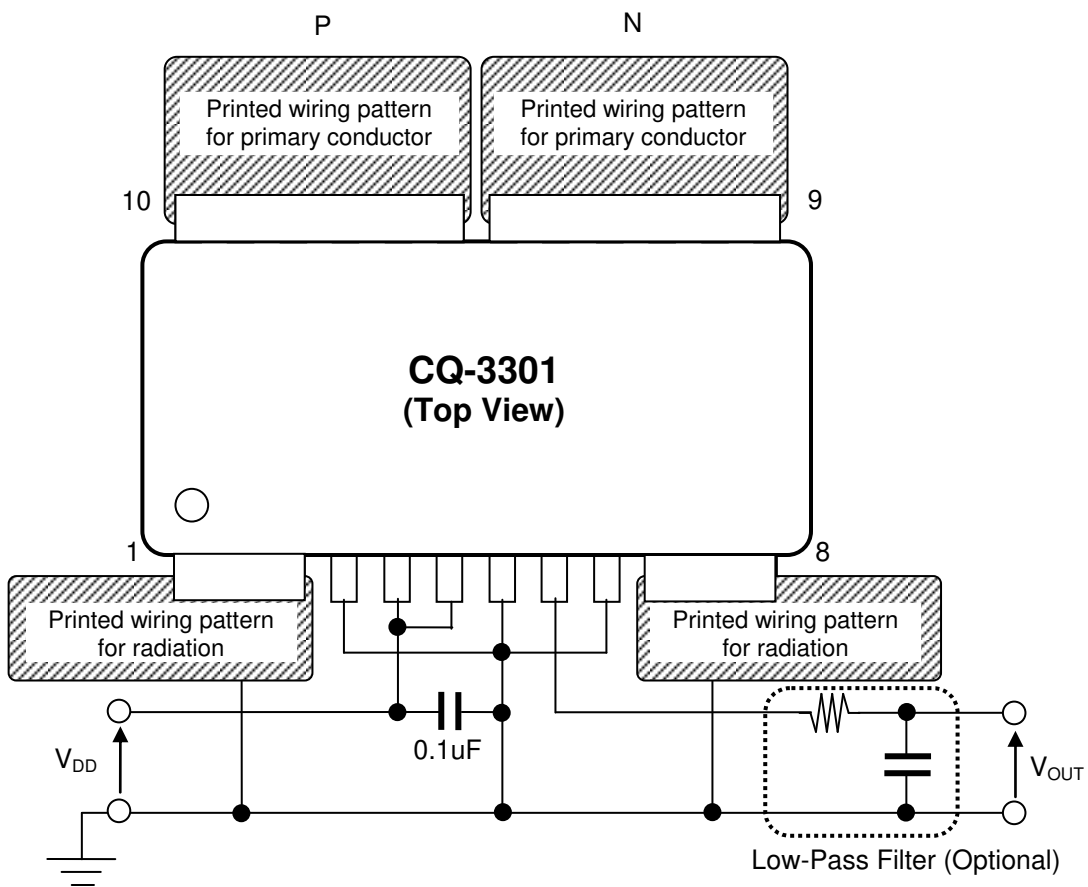 P
N
Printed wiring pattern
for primary conductor
Printed wiring pattern
for primary conductor
10
9
CQ-3301
(Top View)
1
8
Printed wiring pattern
for radiation
Printed wiring pattern
for radiation
0.1uF
VDD
VOUT
Low-Pass Filter (Optional)